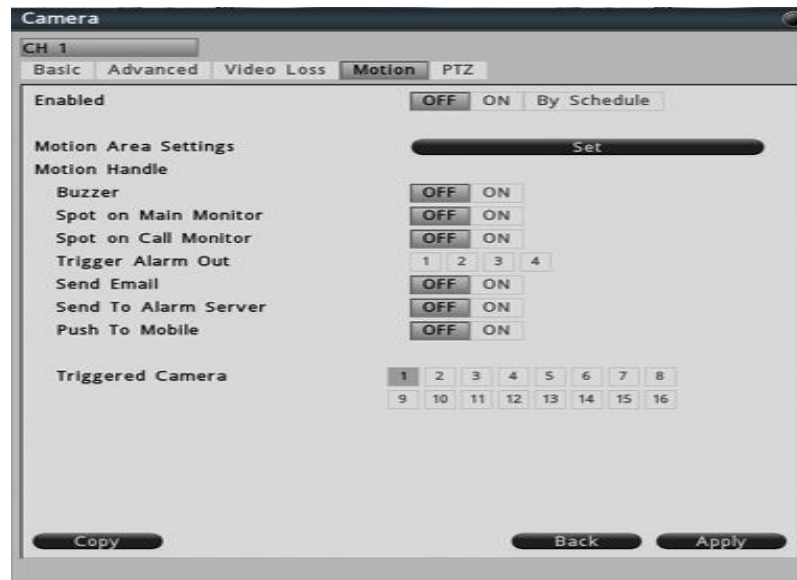 Camera
CH 1
Basic Advanced Video Loss Motion PTZ
Enabled OFF ON By Schedule
Motion Area Settings Set
Motion Handle
Buzzer OFF ON
Spot on Main Monitor OFF ON
Spot on Call Monitor OFF ON
Trigger Alarm Out 1 2 3 4
Send Email OFF ON
Send To Alarm Server OFF ON
Push To Mobile OFF ON
Triggered Camera 1 2 3 4 5 6 7 8
9 10 11 12 13 14 15 16
Copy Back Apply